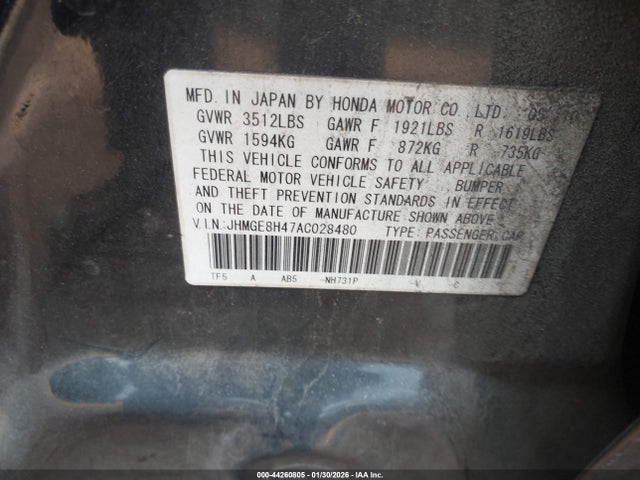 MFD. IN JAPAN BY HONDA MOTOR CO., LTD.
GVWR 3512LBS GAWR F 1921LBS R 1619LBS
GVWR 1594KG GAWR F 872KG R 735KG
THIS VEHICLE CONFORMS TO ALL APPLICABLE
FEDERAL MOTOR VEHICLE SAFETY BUMPER
AND THEFT PREVENTION STANDARDS IN EFFECT
ON THE DATE OF MANUFACTURE SHOWN ABOVE.
V.I.N.:JHMGE8H47AC028480 TYPE: PASSENGER CAR
TF5 A AB5 -NH731P -V -C
000-44260805 - 01/30/2026 - IAA Inc.